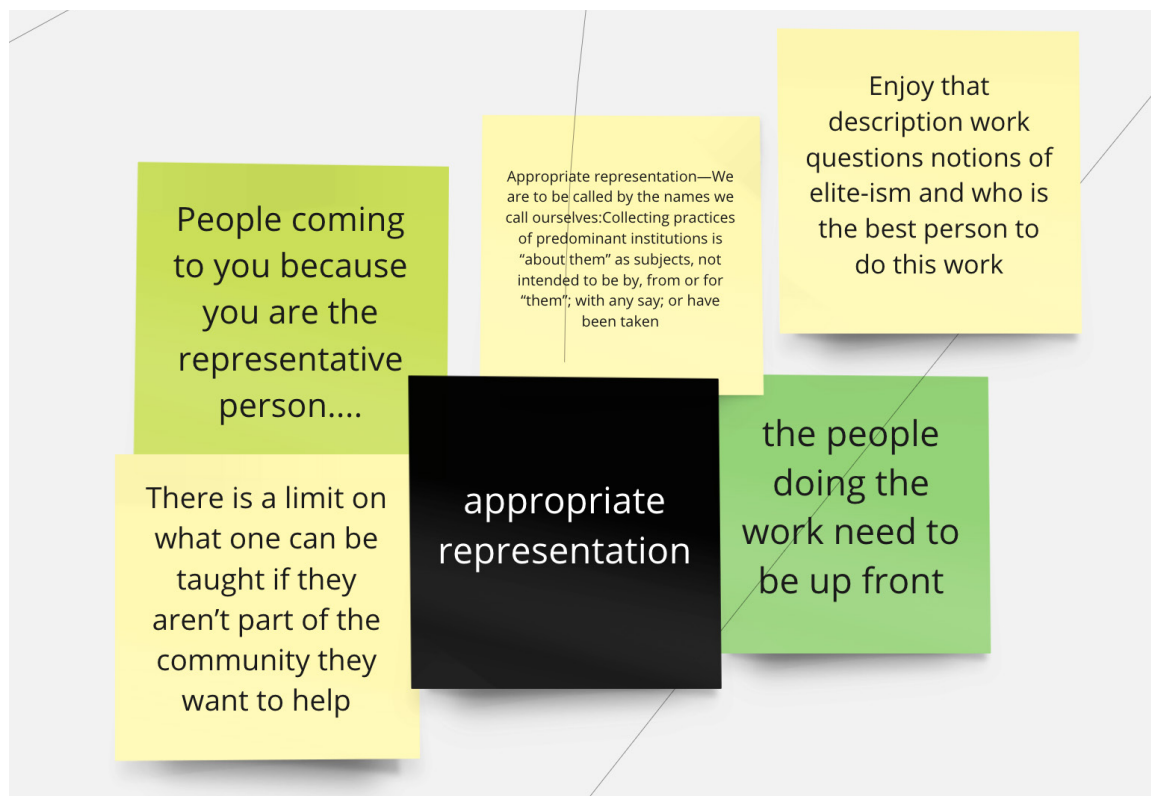 People coming
to you because
you are the
representative
person....
Appropriate representation—We
are to be called by the names we
call ourselves:Collecting practices
of predominant institutions is
“about them” as subjects, not
intended to be by, from or for
“them”; with any say; or have
been taken
Enjoy that
description work
questions notions of
elite-ism and who is
the best person to
do this work
There is a limit on
what one can be
taught if they
aren’t part of the
community they
want to help
appropriate
representation
the people
doing the
work need to
be up front